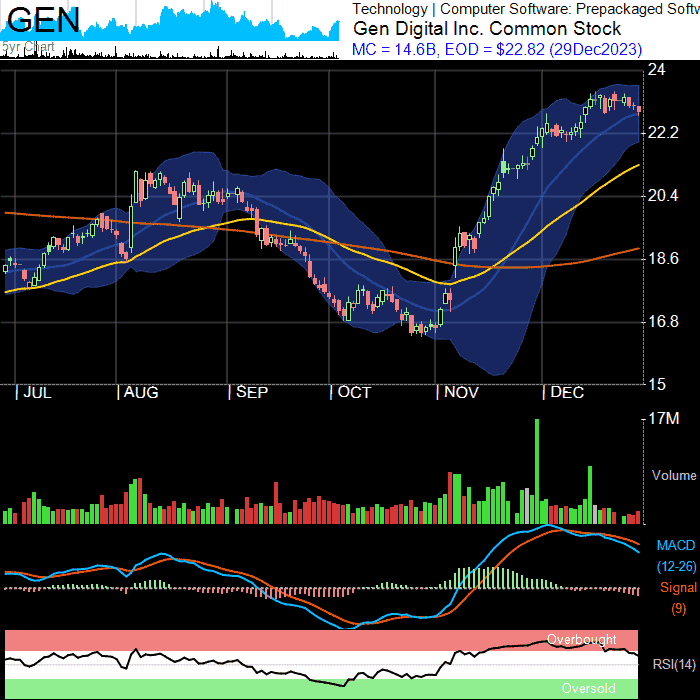 GEN
5yr Chart
Technology | Computer Software: Prepackaged Softw
Gen Digital Inc. Common Stock
MC = 14.6B, EOD = $22.82 (29Dec2023)
24
22.2
20.4
18.6
16.8
15
JUL AUG SEP OCT NOV DEC
17M
Volume
MACD
(12-26)
Signal
(9)
Overbought
RSI(14)
Oversold